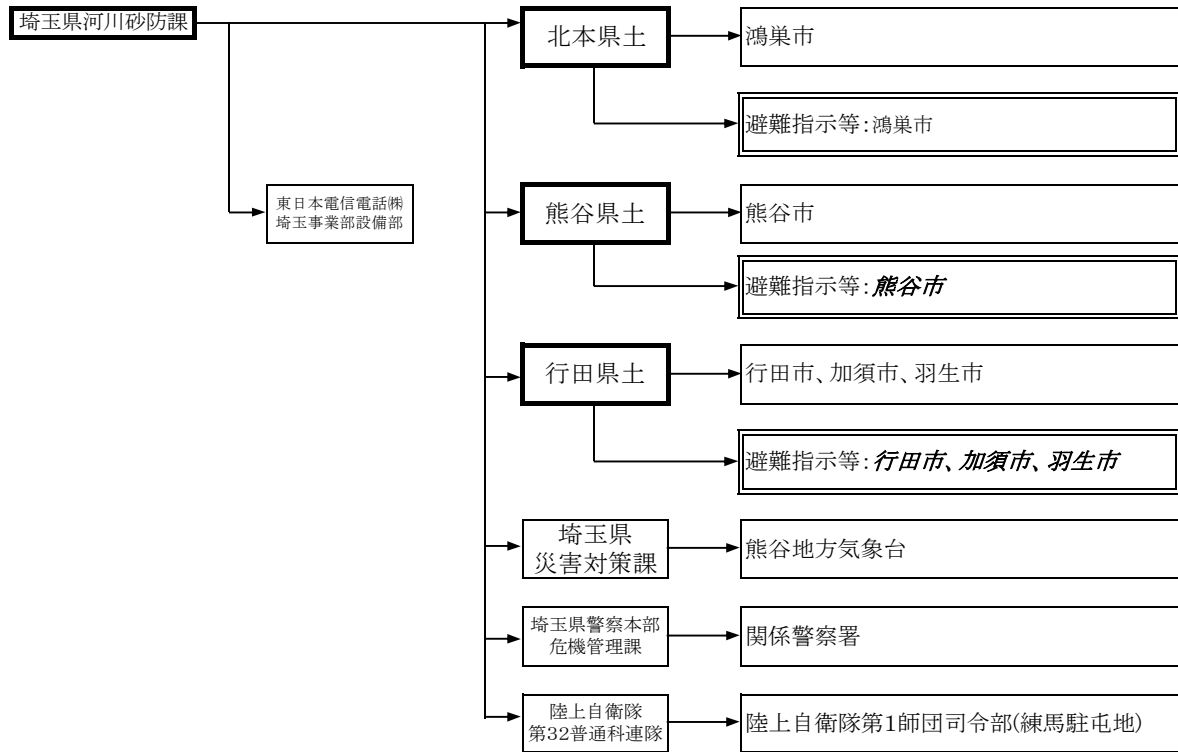 埼玉県河川砂防課
北本県土
鴻巣市
避難指示等:鴻巣市
東日本電信電話㈱
埼玉事業部設備部
熊谷県土
熊谷市
避難指示等:熊谷市
行田県土
行田市、加須市、羽生市
避難指示等:行田市、加須市、羽生市
埼玉県
災害対策課
熊谷地方気象台
埼玉県警察本部
危機管理課
関係警察署
陸上自衛隊
第32普通科連隊
陸上自衛隊第1師団司令部(練馬駐屯地)